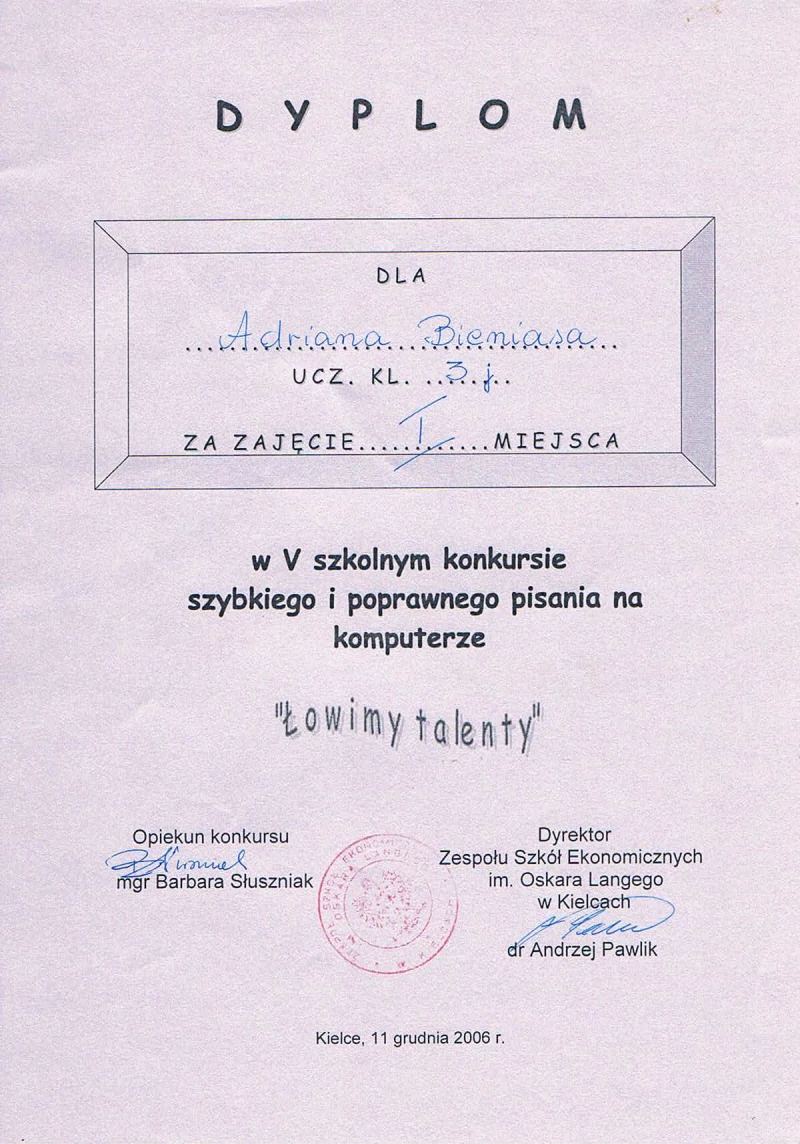 DYPLOM
DLA
...Adriana...Bieniasa...
UCZ. KL. ...3.j...
ZA ZAJĘCIE......I......MIEJSCA
w V szkolnym konkursie
szybkiego i poprawnego pisania na
komputerze
"Łowimy talenty"
Opiekun konkursu
mgr Barbara Słuszniak
Dyrektor
Zespołu Szkół Ekonomicznych
im. Oskara Langego
w Kielcach
dr Andrzej Pawlik
Kielce, 11 grudnia 2006 r.